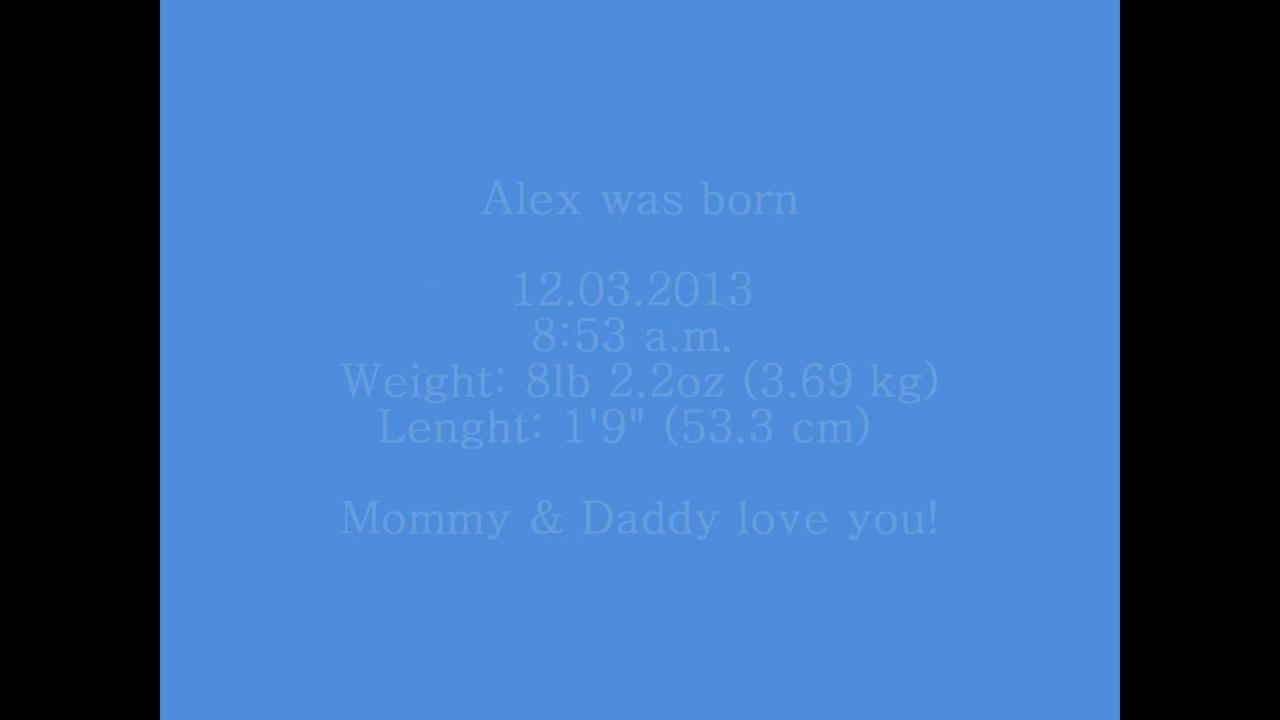 Alex was born
12.03.2013
8:53 a.m.
Weight: 8lb 2.2oz (3.69 kg)
Lenght: 1'9" (53.3 cm)
Mommy & Daddy love you!